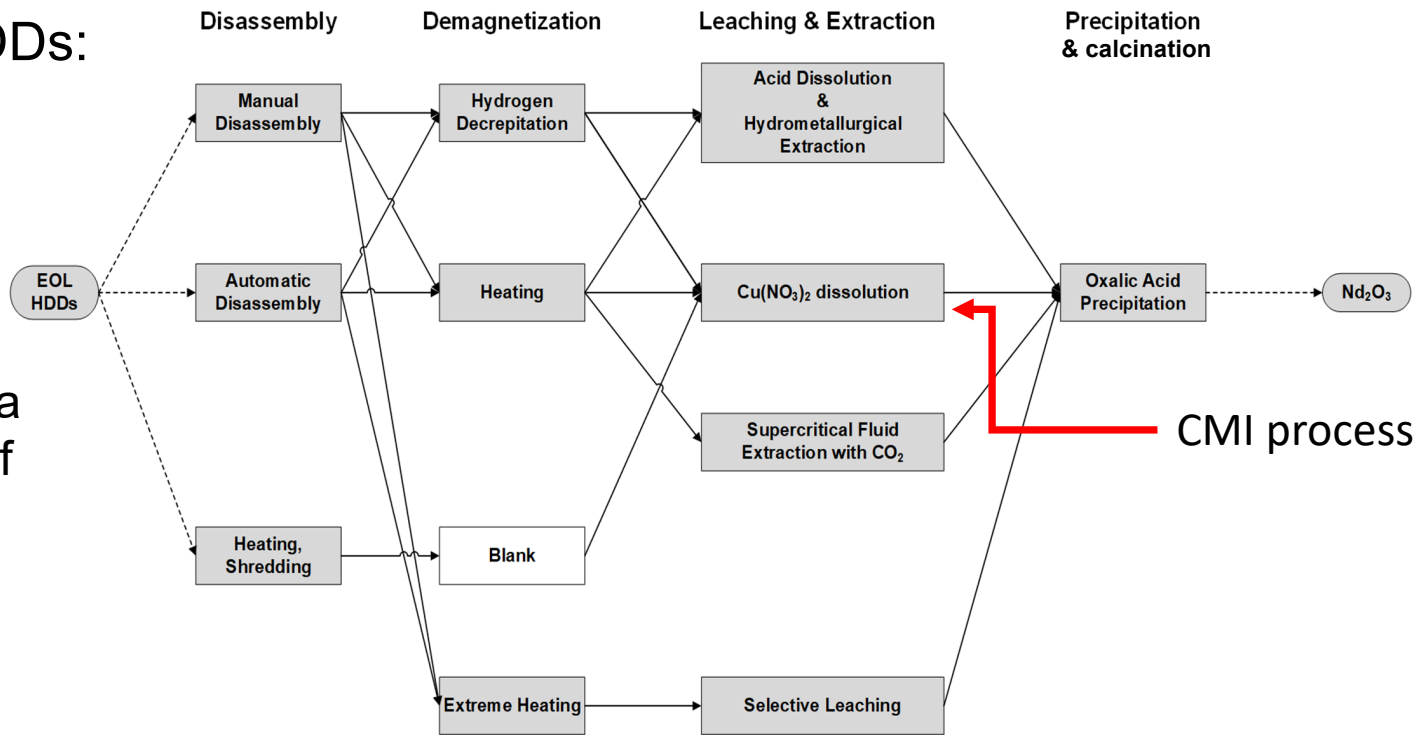 DDs:
Disassembly
Demagnetization
Leaching & Extraction
Precipitation
& calcination
Manual
Disassembly
Hydrogen
Decrepitation
Acid Dissolution
&
Hydrometallurgical
Extraction
EOL
HDDs
Automatic
Disassembly
Heating
Cu(NO₃)₂ dissolution
Oxalic Acid
Precipitation
Nd₂O₃
a
f
Supercritical Fluid
Extraction with CO₂
CMI process
Heating,
Shredding
Blank
Extreme Heating
Selective Leaching